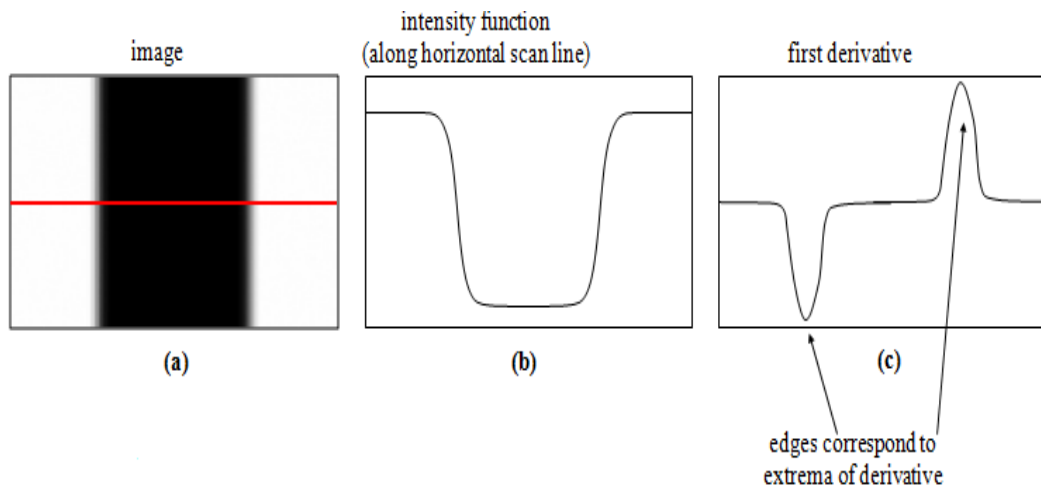 image
intensity function
(along horizontal scan line)
first derivative
(a)
(b)
(c)
edges correspond to
extrema of derivative